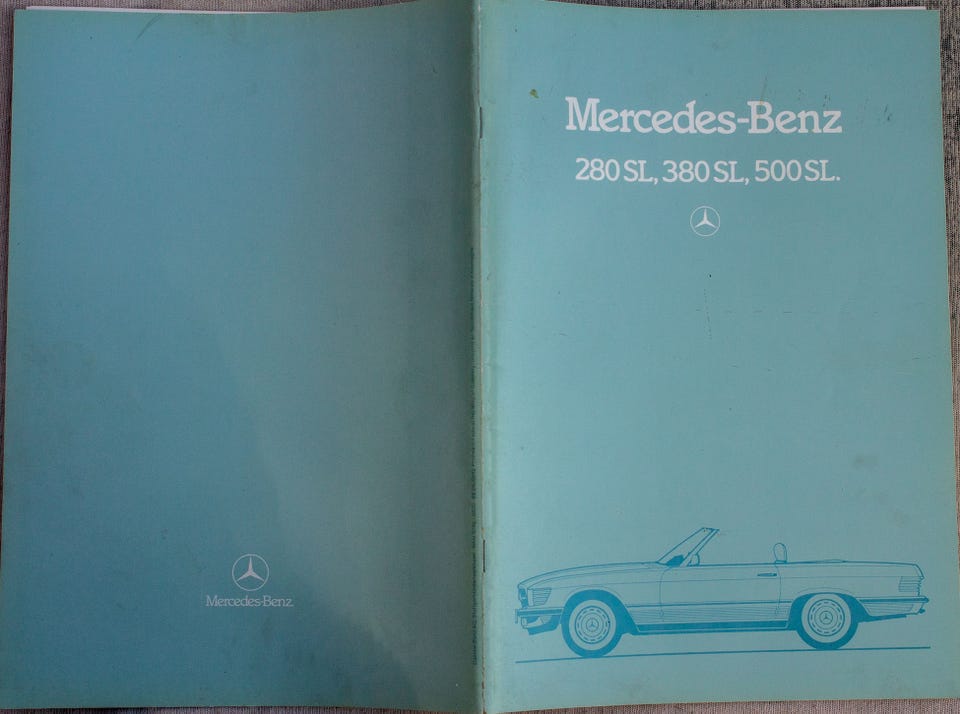 Mercedes-Benz
280 SL, 380 SL, 500 SL.
Mercedes-Benz